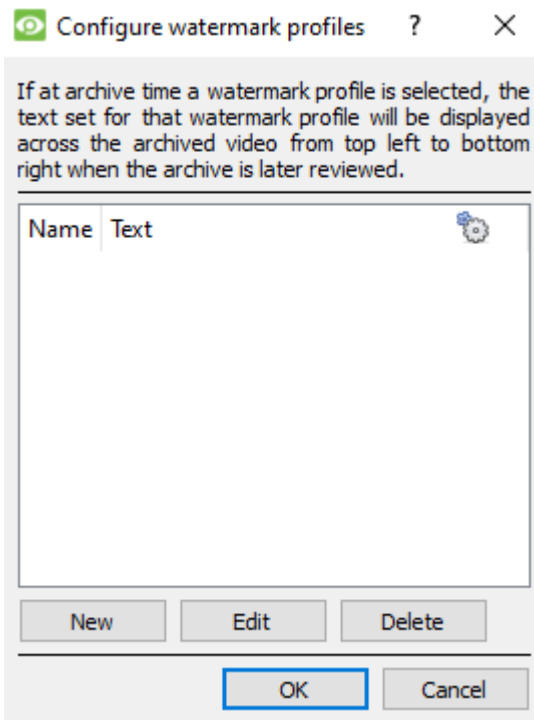 Configure watermark profiles ? ×
If at archive time a watermark profile is selected, the
text set for that watermark profile will be displayed
across the archived video from top left to bottom
right when the archive is later reviewed.
Name Text
New Edit Delete
OK Cancel